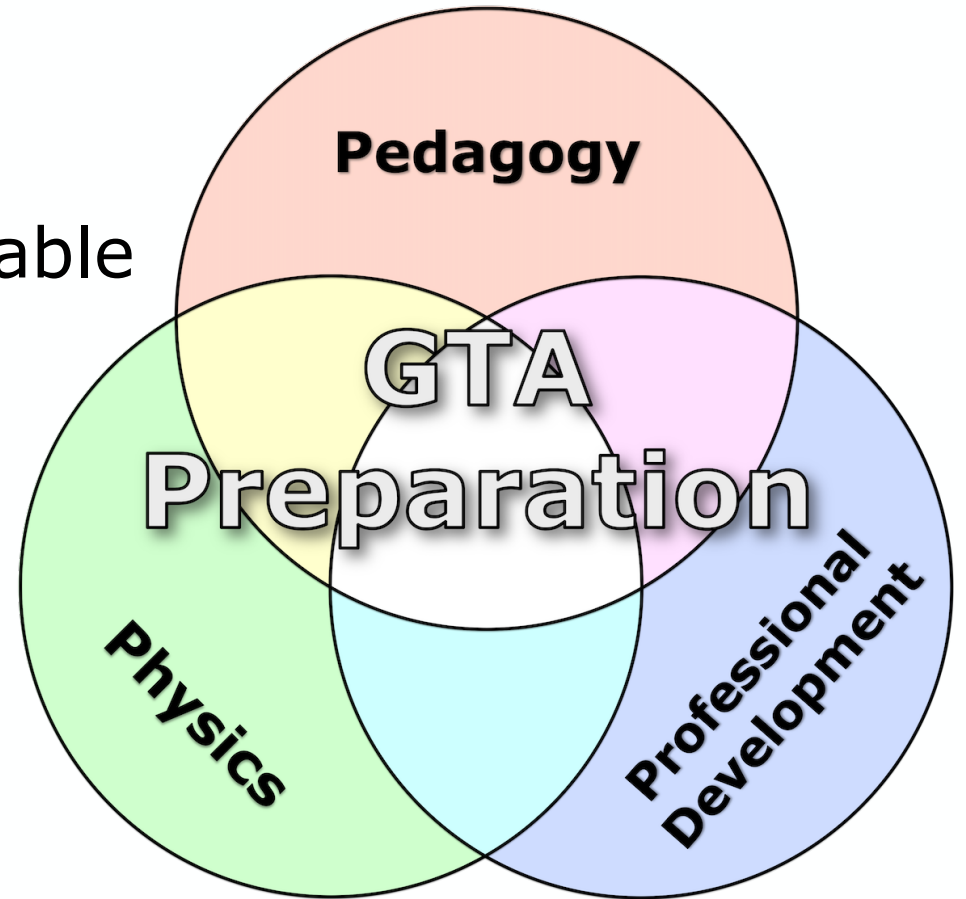 Pedagogy
able
GTA
Preparation
Physics
Professional
Development